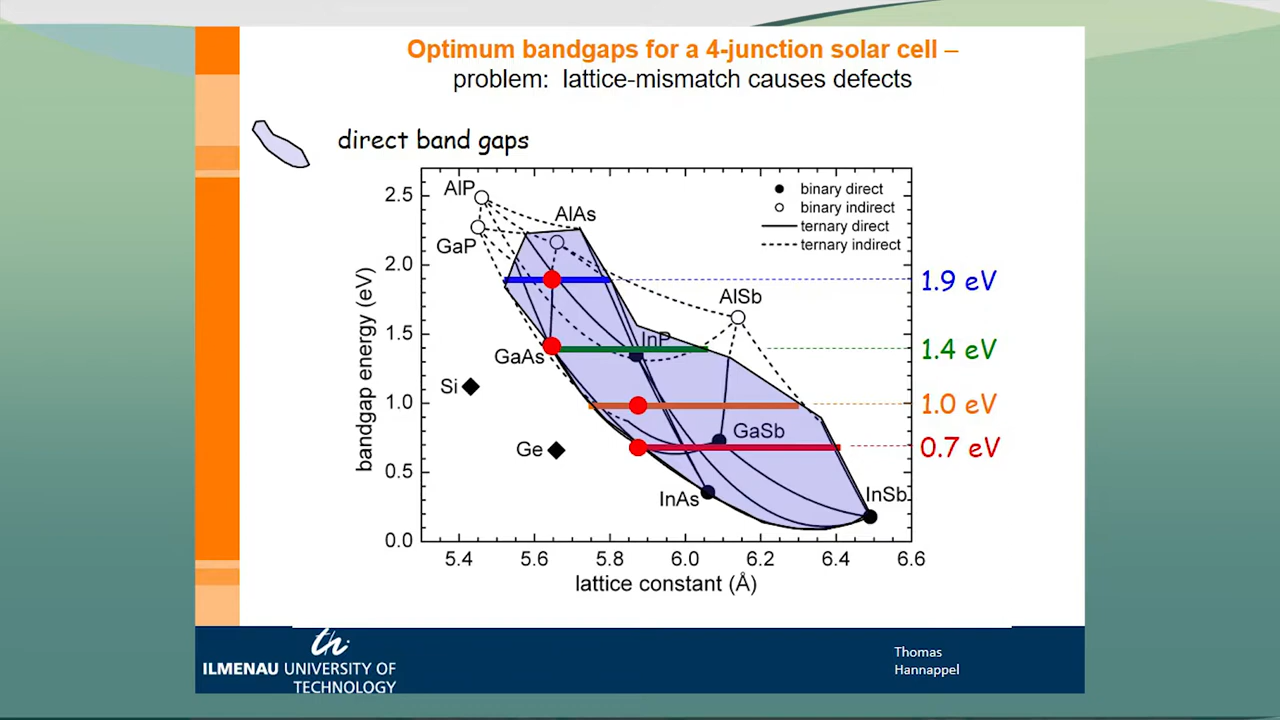 Optimum bandgaps for a 4-junction solar cell –
problem: lattice-mismatch causes defects
direct band gaps
binary direct
binary indirect
ternary direct
ternary indirect
AlP
GaP
AlAs
AlSb
InP
GaAs
Si
Ge
GaSb
InAs
InSb
1.9 eV
1.4 eV
1.0 eV
0.7 eV
bandgap energy (eV)
2.5
2.0
1.5
1.0
0.5
0.0
5.4 5.6 5.8 6.0 6.2 6.4 6.6
lattice constant (Å)
th
ILMENAU UNIVERSITY OF
TECHNOLOGY
Thomas
Hannappel